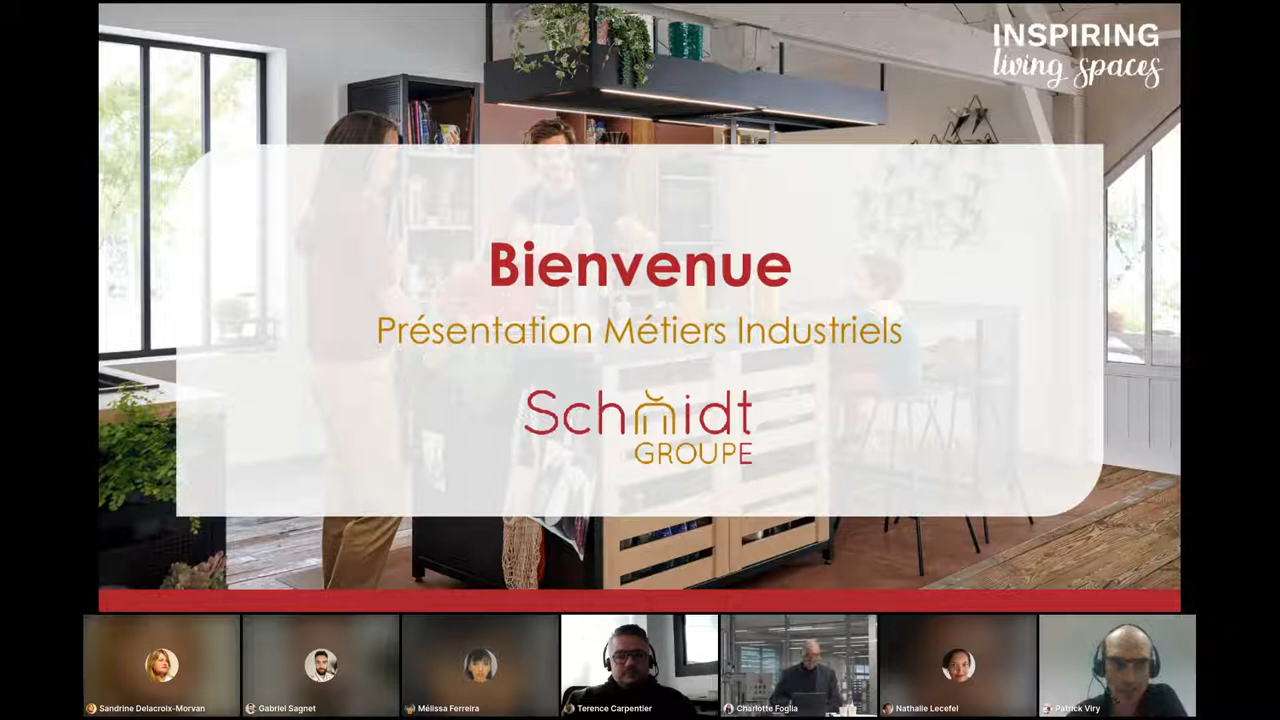 INSPIRING
living spaces
Bienvenue
Présentation Métiers Industriels
Schmidt
GROUPE
Sandrine Delacroix-Morvan
Gabriel Sagnet
Mélissa Ferreira
Terence Carpentier
Charlotte Foglia
Nathalie Lecefel
Patrick Viry